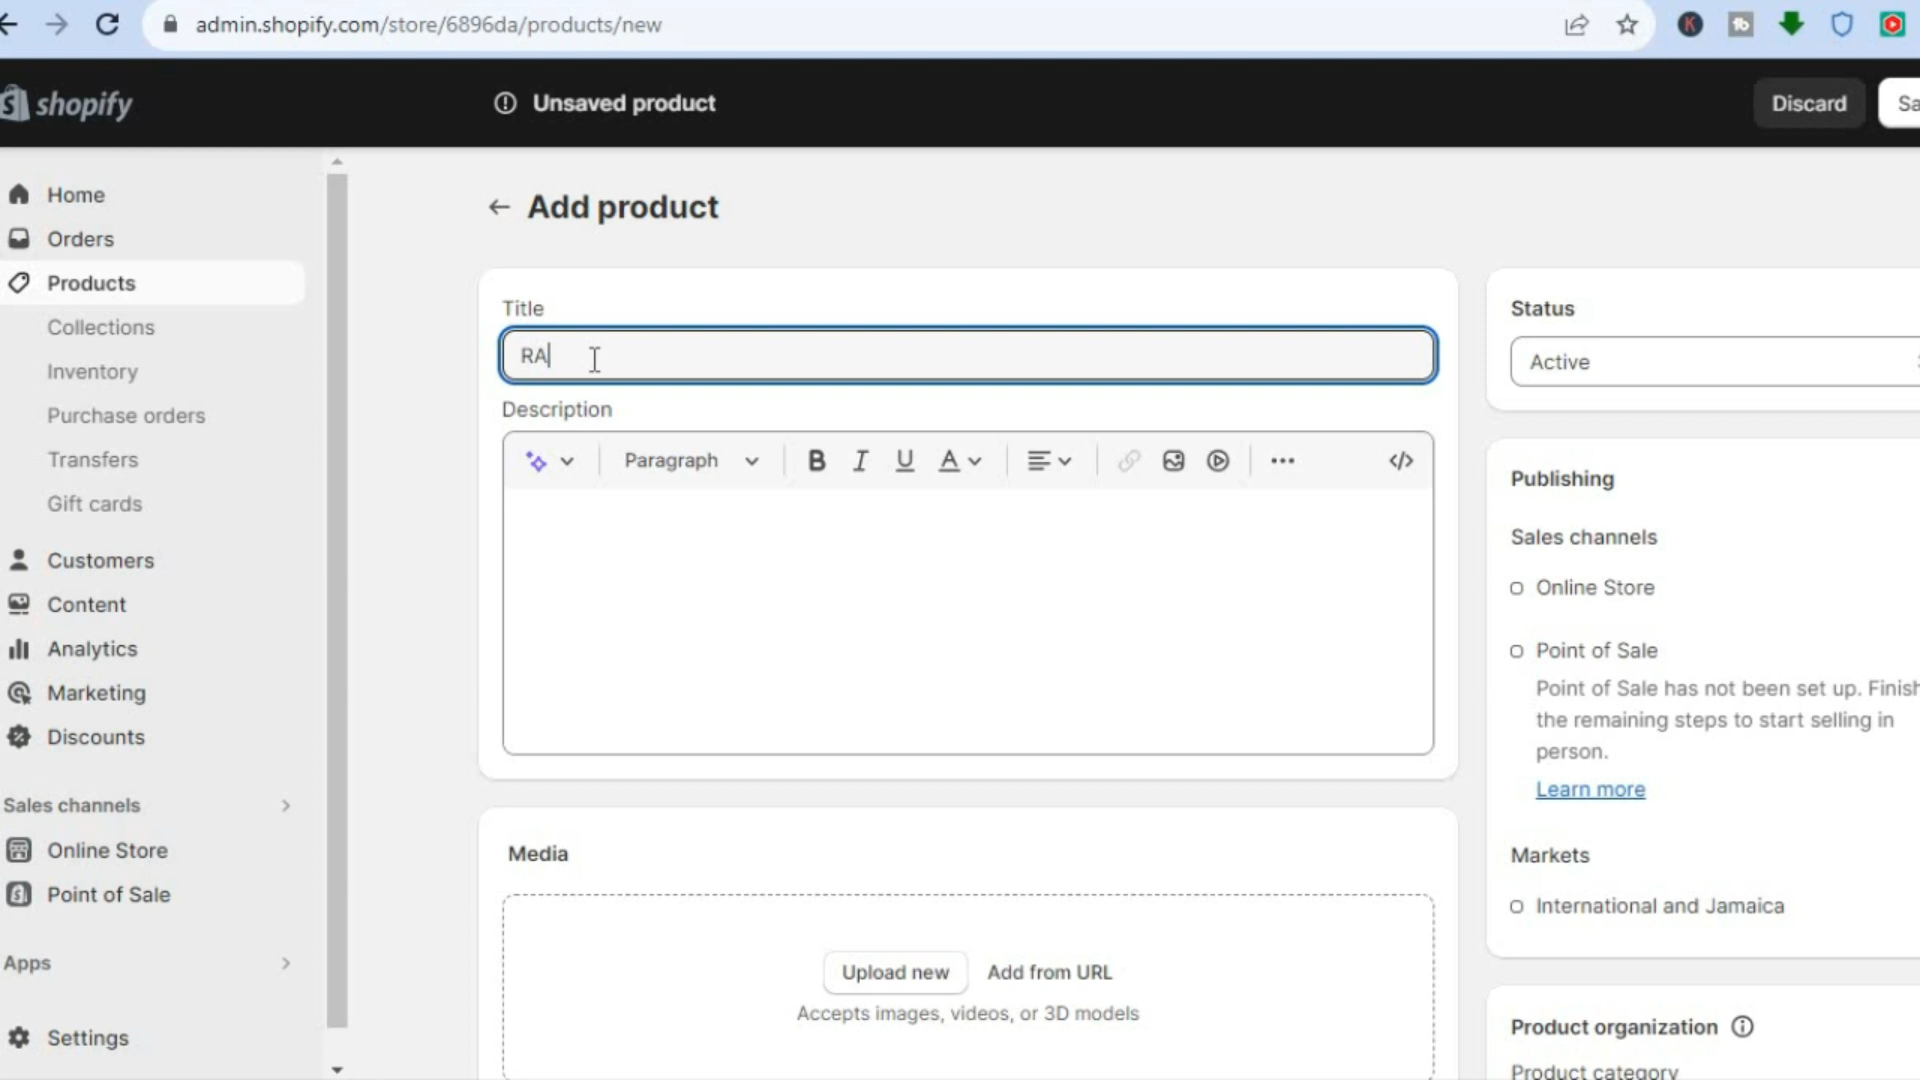 admin.shopify.com/store/6896da/products/new
shopify
Unsaved product
Discard
Sa
Home
Orders
Products
Collections
Inventory
Purchase orders
Transfers
Gift cards
Customers
Content
Analytics
Marketing
Discounts
Sales channels
Online Store
Point of Sale
Apps
Settings
Add product
Title
RA
Description
Paragraph
Media
Upload new Add from URL
Accepts images, videos, or 3D models
Status
Active
Publishing
Sales channels
Online Store
Point of Sale
Point of Sale has not been set up. Finish
the remaining steps to start selling in
person.
Learn more
Markets
International and Jamaica
Product organization
Product category